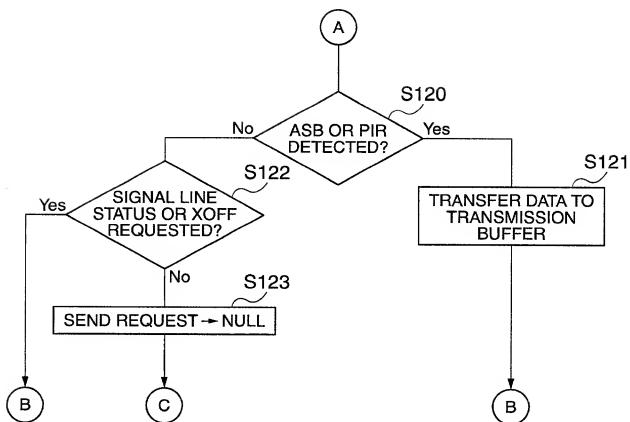 A
S120
No
ASB OR PIR
DETECTED?
Yes
S122
S121
Yes
SIGNAL LINE
STATUS OR XOFF
REQUESTED?
TRANSFER DATA TO
TRANSMISSION
BUFFER
No
S123
SEND REQUEST → NULL
B
C
B